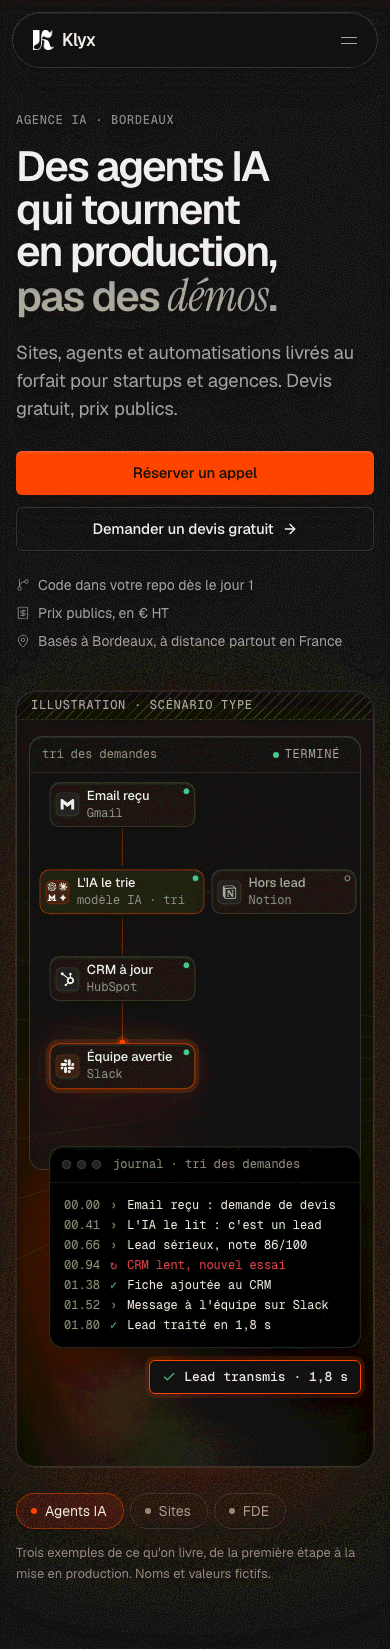 Klyx
AGENCE IA · BORDEAUX
Des agents IA
qui tournent
en production,
pas des démos.
Sites, agents et automatisations livrés au
forfait pour startups et agences. Devis
gratuit, prix publics.
Réserver un appel
Demander un devis gratuit →
Code dans votre repo dès le jour 1
Prix publics, en € HT
Basés à Bordeaux, à distance partout en France
ILLUSTRATION · SCÉNARIO TYPE
tri des demandes
TERMINÉ
Email reçu
Gmail
L'IA le trie
modèle IA · tri
Hors lead
Notion
CRM à jour
HubSpot
Équipe avertie
Slack
journal · tri des demandes
00.00 › Email reçu : demande de devis
00.41 › L'IA le lit : c'est un lead
00.66 › Lead sérieux, note 86/100
00.94 ↻ CRM lent, nouvel essai
01.38 ✓ Fiche ajoutée au CRM
01.52 › Message à l'équipe sur Slack
01.80 ✓ Lead traité en 1,8 s
✓ Lead transmis · 1,8 s
Agents IA
Sites
FDE
Trois exemples de ce qu'on livre, de la première étape à la
mise en production. Noms et valeurs fictifs.